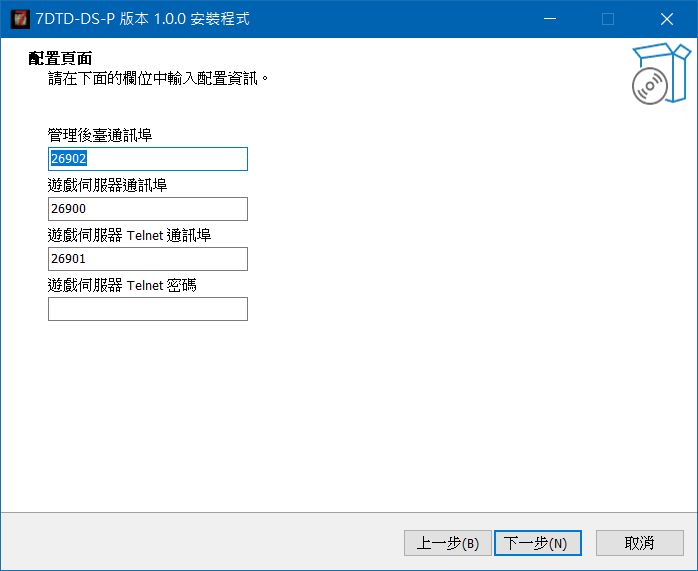 7DTD-DS-P 版本 1.0.0 安裝程式
配置頁面
請在下面的欄位中輸入配置資訊。
管理後臺通訊埠
26902
遊戲伺服器通訊埠
26900
遊戲伺服器 Telnet 通訊埠
26901
遊戲伺服器 Telnet 密碼
上一步(B) 下一步(N) 取消